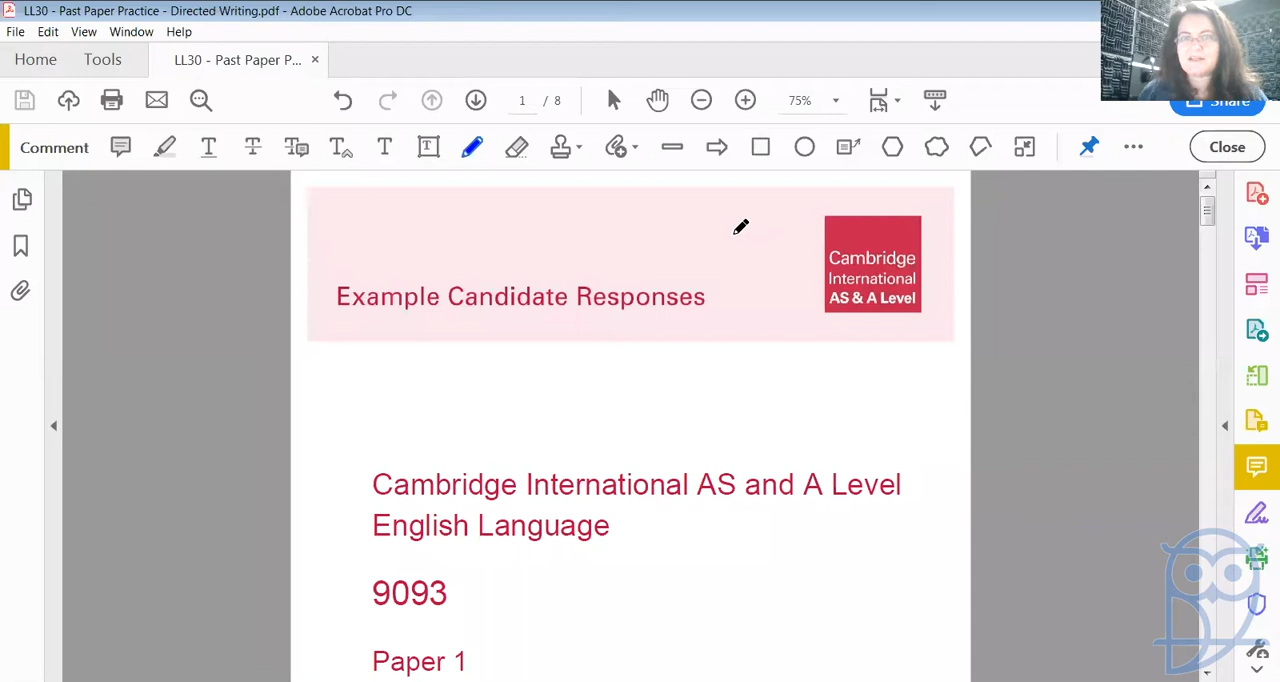 LL30 - Past Paper Practice - Directed Writing.pdf - Adobe Acrobat Pro DC
File Edit View Window Help
Home Tools LL30 - Past Paper P... ×
1 / 8 75%
Share
Comment Close
Example Candidate Responses
Cambridge
International
AS & A Level
Cambridge International AS and A Level
English Language
9093
Paper 1